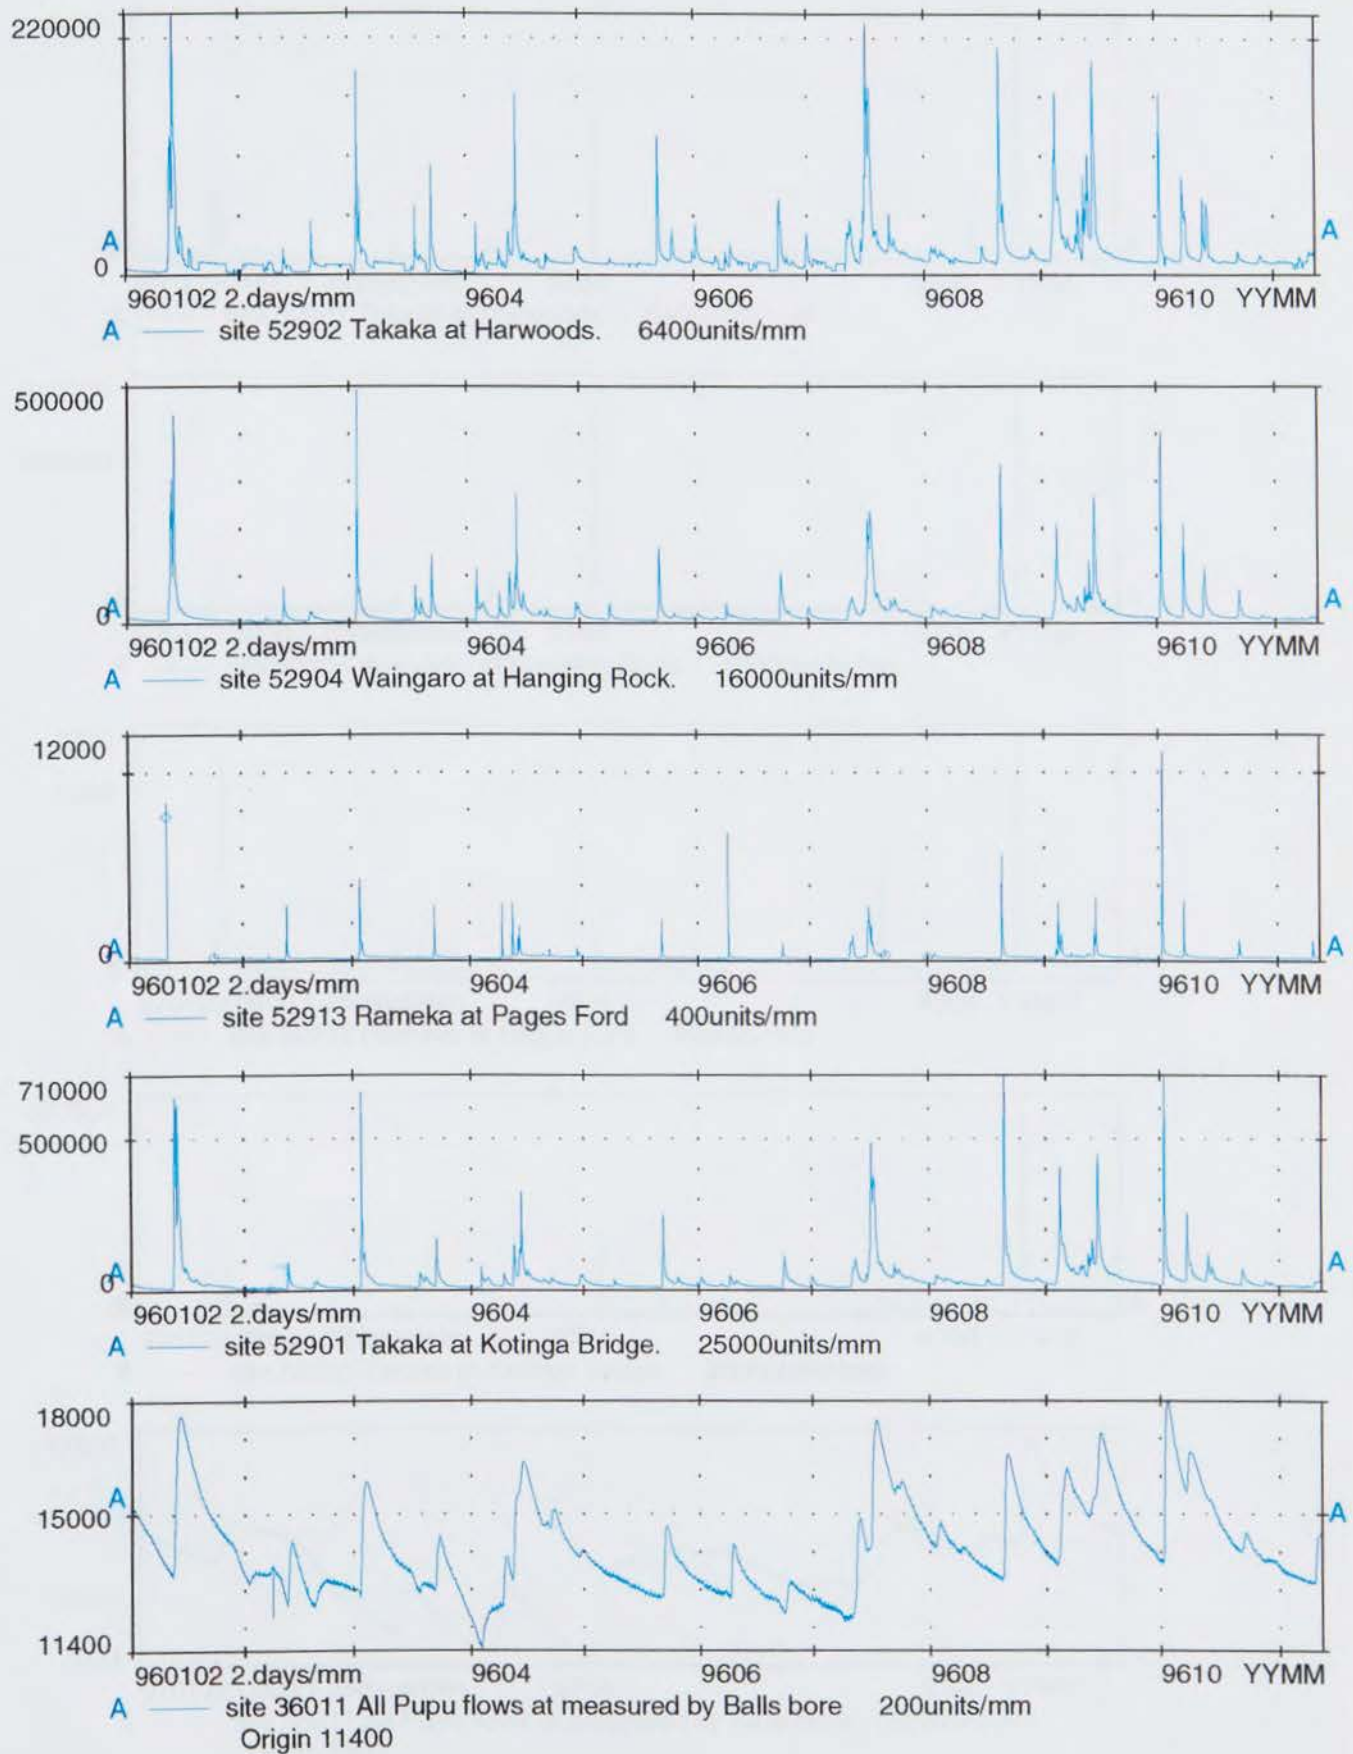 220000
A A
0
960102 2.days/mm 9604 9606 9608 9610 YYMM
A site 52902 Takaka at Harwoods. 6400units/mm
500000
0A A
960102 2.days/mm 9604 9606 9608 9610 YYMM
A site 52904 Waingaro at Hanging Rock. 16000units/mm
12000
0A A
960102 2.days/mm 9604 9606 9608 9610 YYMM
A site 52913 Rameka at Pages Ford 400units/mm
710000
500000
0A A
960102 2.days/mm 9604 9606 9608 9610 YYMM
A site 52901 Takaka at Kotinga Bridge. 25000units/mm
18000
A A
15000
11400
960102 2.days/mm 9604 9606 9608 9610 YYMM
A site 36011 All Pupu flows at measured by Balls bore 200units/mm
Origin 11400